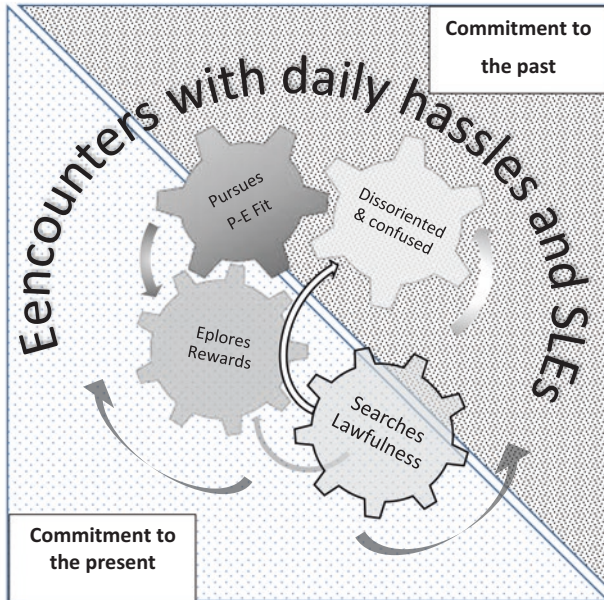 Commitment to
the past
Eencounters with daily hassles and SLEs
Pursues
P-E Fit
Dissoriented
& confused
Eplores
Rewards
Searches
Lawfulness
Commitment to
the present